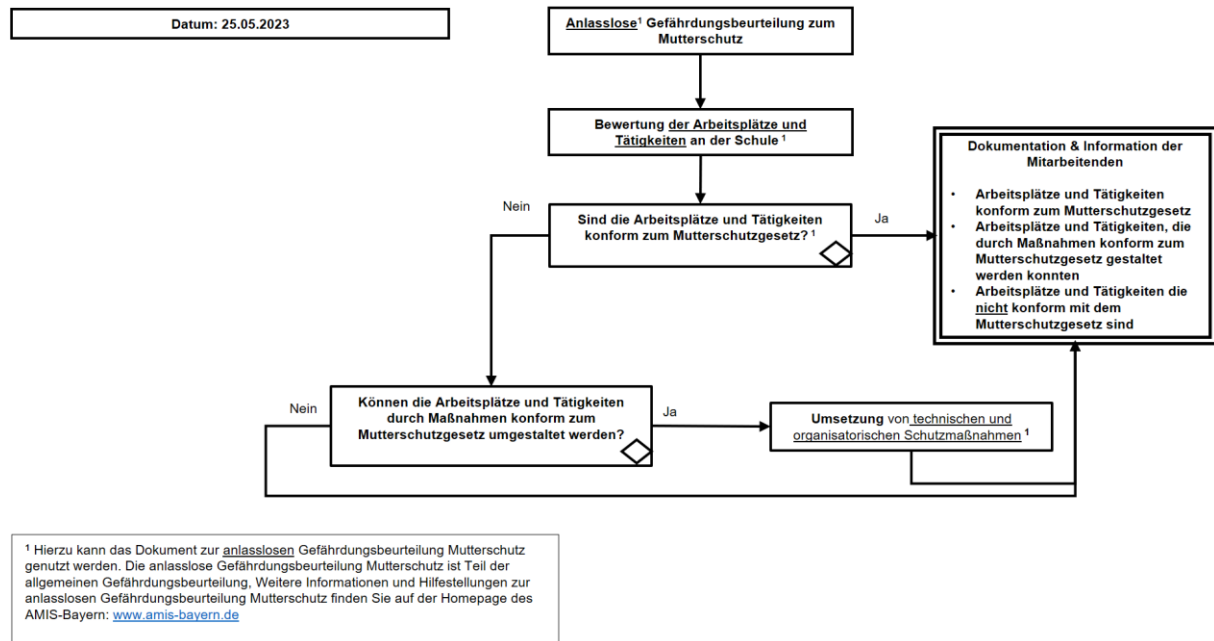 Datum: 25.05.2023
Anlasslose¹ Gefährdungsbeurteilung zum
Mutterschutz
Bewertung der Arbeitsplätze und
Tätigkeiten an der Schule ¹
Nein
Sind die Arbeitsplätze und Tätigkeiten
konform zum Mutterschutzgesetz? ¹
Ja
Dokumentation & Information der
Mitarbeitenden
• Arbeitsplätze und Tätigkeiten
konform zum Mutterschutzgesetz
• Arbeitsplätze und Tätigkeiten, die
durch Maßnahmen konform zum
Mutterschutzgesetz gestaltet
werden konnten
• Arbeitsplätze und Tätigkeiten die
nicht konform mit dem
Mutterschutzgesetz sind
Nein
Können die Arbeitsplätze und Tätigkeiten
durch Maßnahmen konform zum
Mutterschutzgesetz umgestaltet werden?
Ja
Umsetzung von technischen und
organisatorischen Schutzmaßnahmen ¹
¹ Hierzu kann das Dokument zur anlasslosen Gefährdungsbeurteilung Mutterschutz
genutzt werden. Die anlasslose Gefährdungsbeurteilung Mutterschutz ist Teil der
allgemeinen Gefährdungsbeurteilung, Weitere Informationen und Hilfestellungen zur
anlasslosen Gefährdungsbeurteilung Mutterschutz finden Sie auf der Homepage des
AMIS-Bayern: www.amis-bayern.de